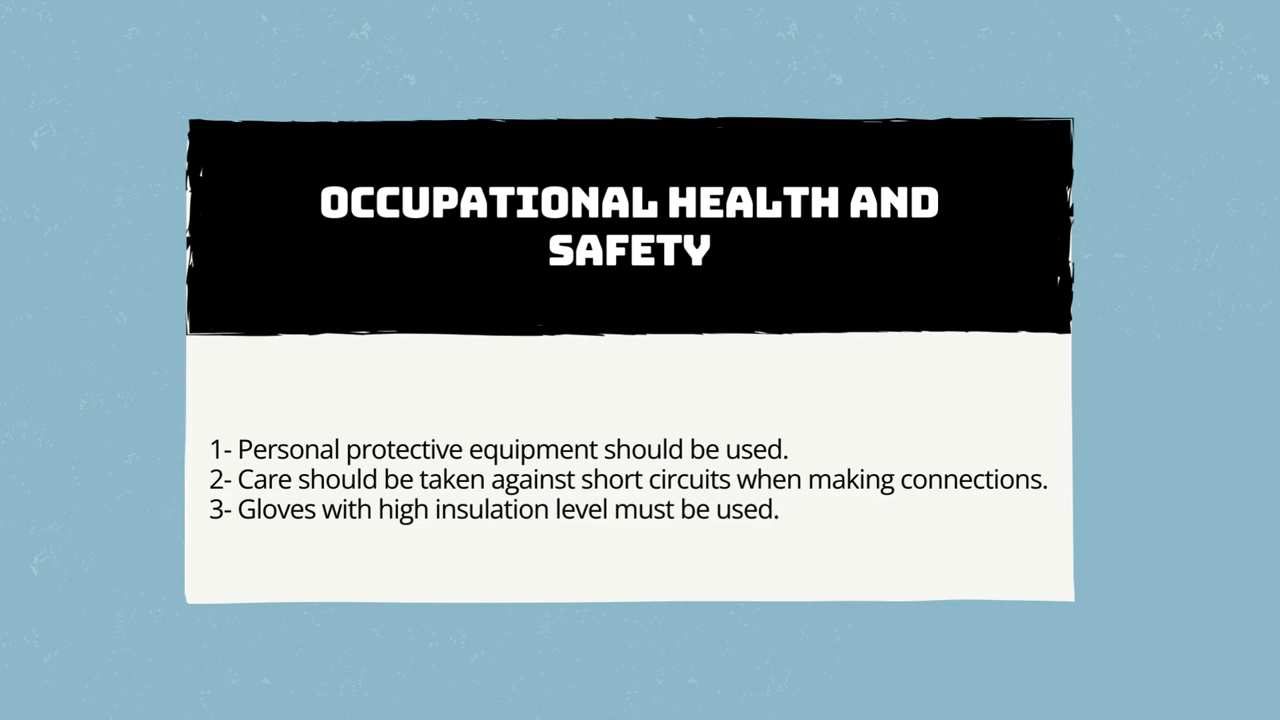 OCCUPATIONAL HEALTH AND
SAFETY
1- Personal protective equipment should be used.
2- Care should be taken against short circuits when making connections.
3- Gloves with high insulation level must be used.